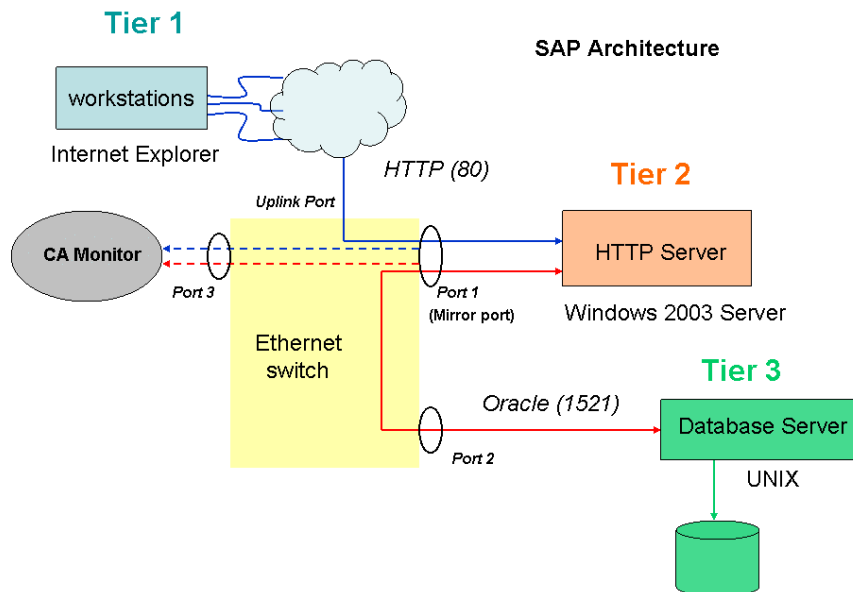 Tier 1
SAP Architecture
workstations
Internet Explorer
HTTP (80)
Tier 2
Uplink Port
CA Monitor
HTTP Server
Port 3
Port 1
(Mirror port)
Windows 2003 Server
Ethernet
switch
Tier 3
Oracle (1521)
Database Server
Port 2
UNIX